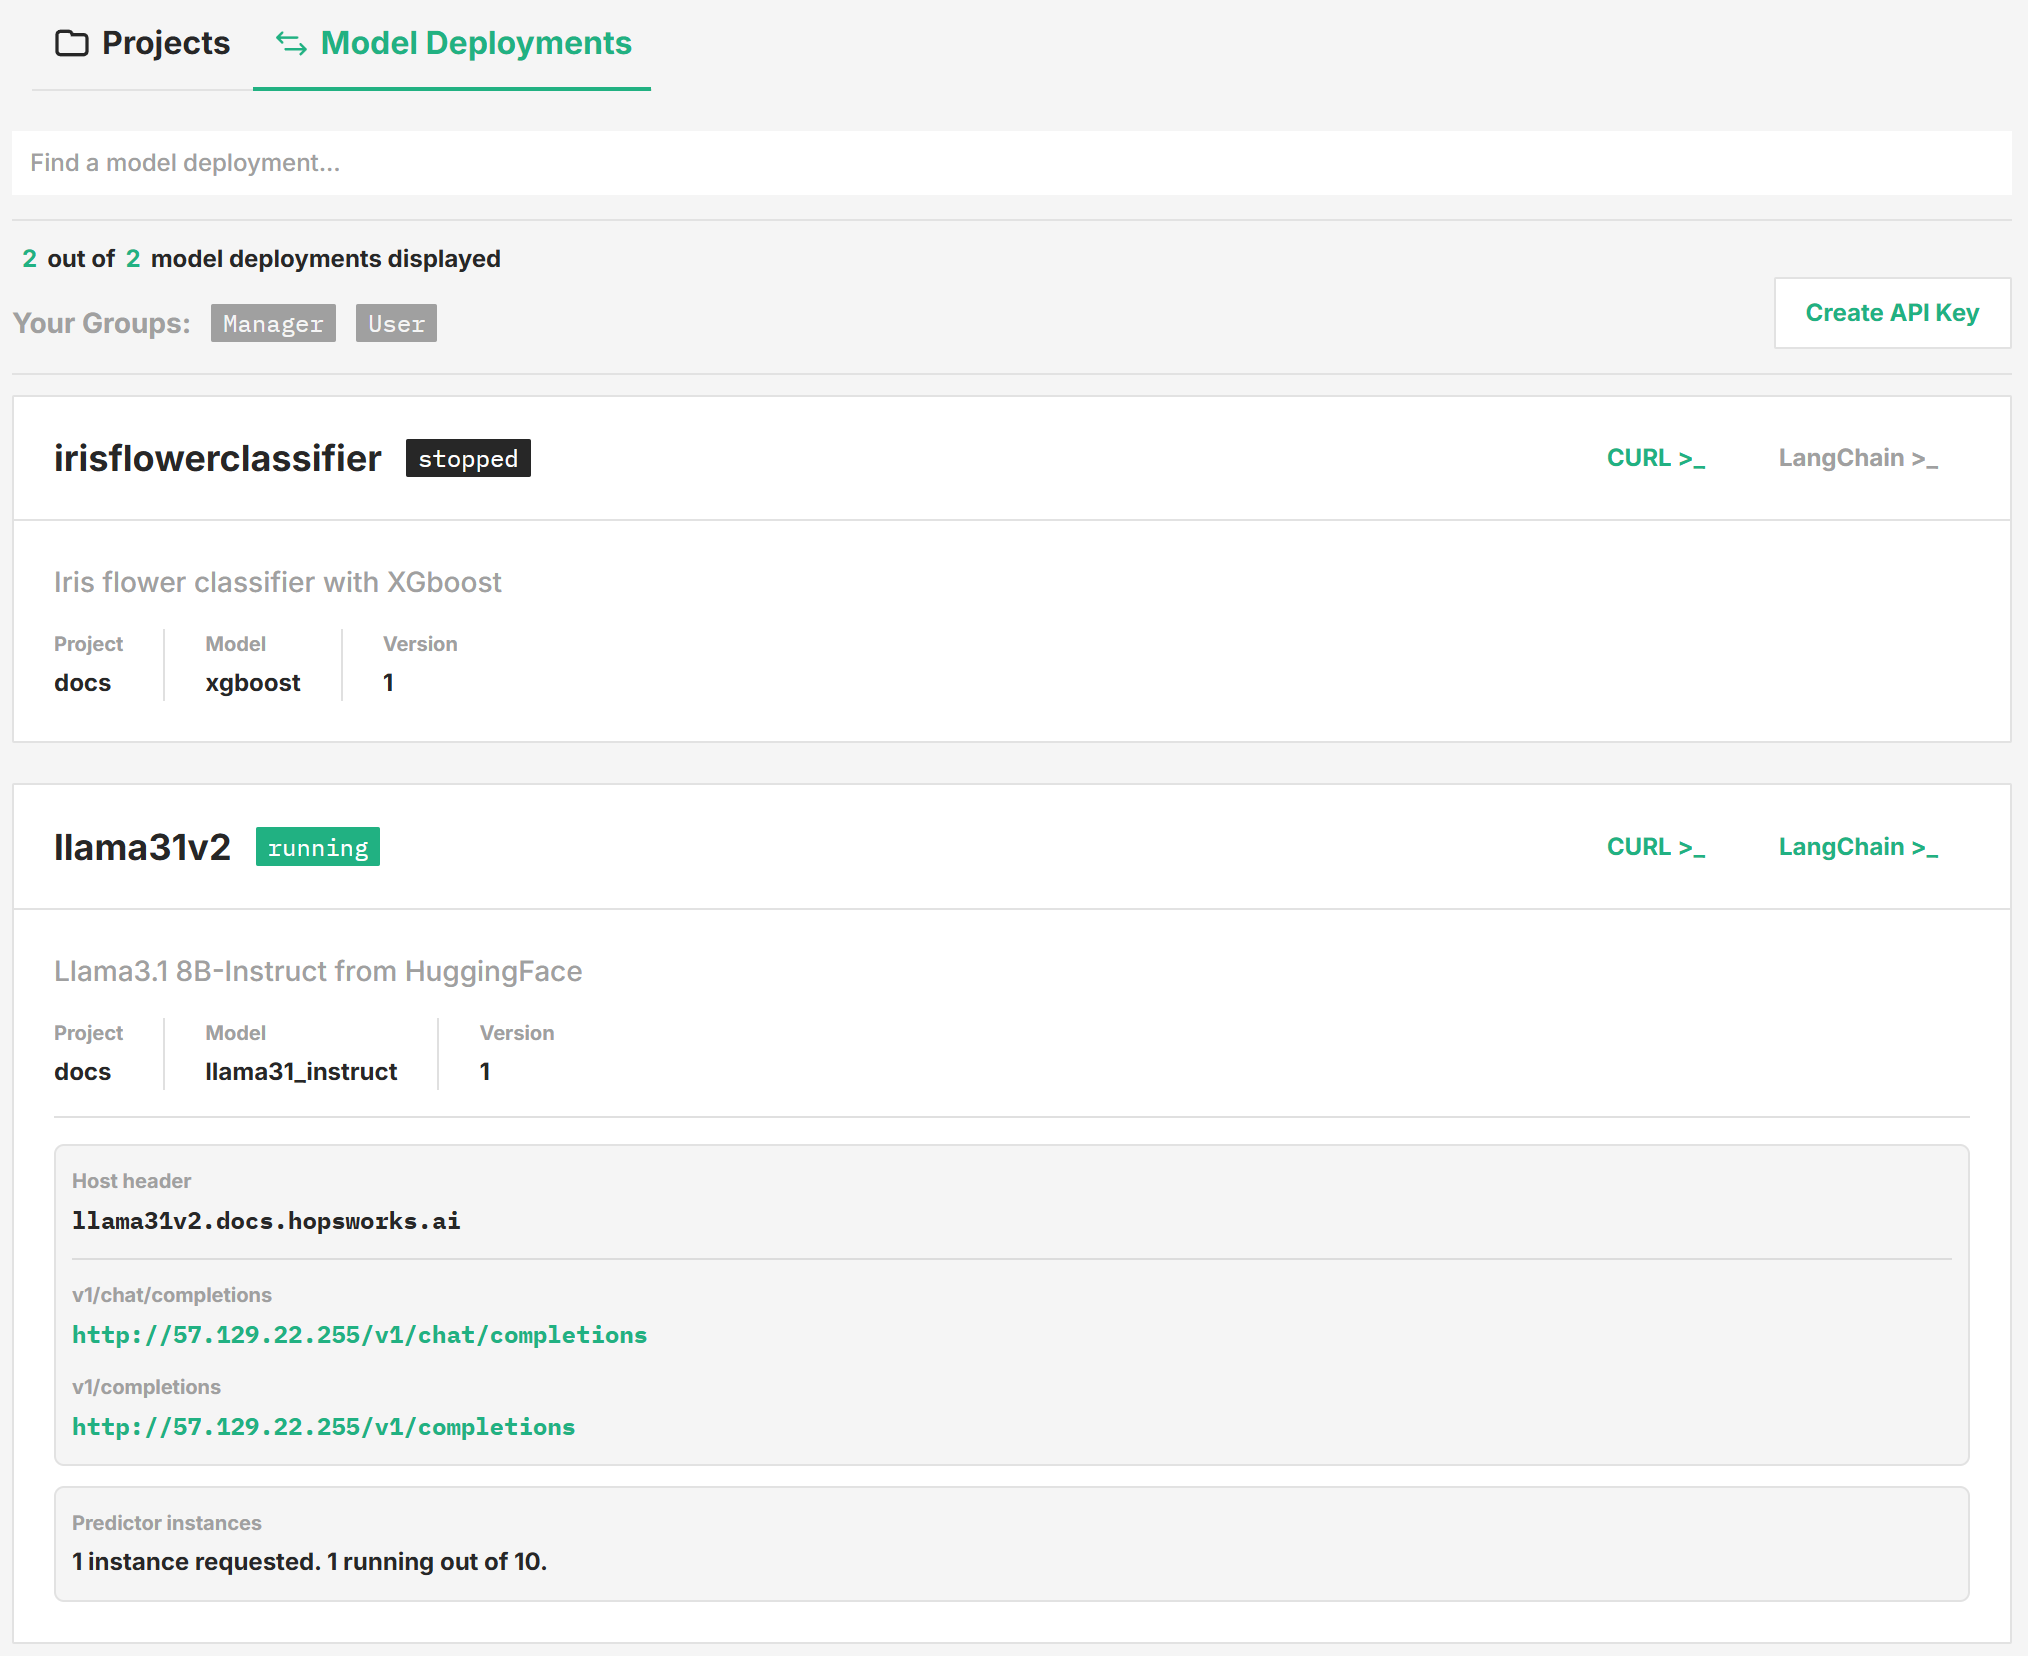 Projects Model Deployments
Find a model deployment...
2 out of 2 model deployments displayed
Your Groups: Manager User
Create API Key
irisflowerclassifier stopped CURL >_ LangChain >_
Iris flower classifier with XGboost
Project Model Version
docs xgboost 1
llama31v2 running CURL >_ LangChain >_
Llama3.1 8B-Instruct from HuggingFace
Project Model Version
docs llama31_instruct 1
Host header
llama31v2.docs.hopsworks.ai
v1/chat/completions
http://57.129.22.255/v1/chat/completions
v1/completions
http://57.129.22.255/v1/completions
Predictor instances
1 instance requested. 1 running out of 10.